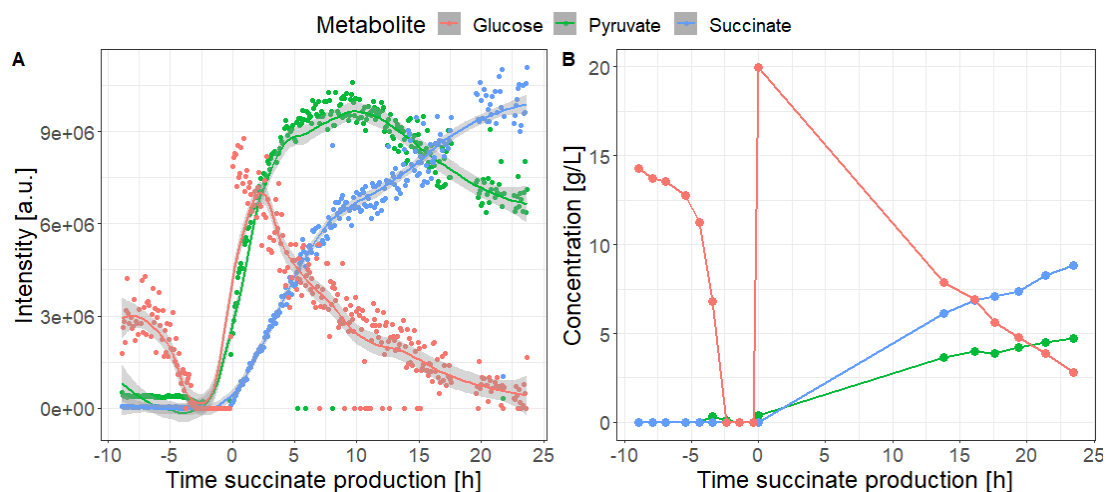 Metabolite Glucose Pyruvate Succinate
A
Intenstity [a.u.]
9e+06
6e+06
3e+06
0e+00
-10 -5 0 5 10 15 20 25
Time succinate production [h]
B
Concentration [g/L]
20
15
10
5
0
-10 -5 0 5 10 15 20 25
Time succinate production [h]